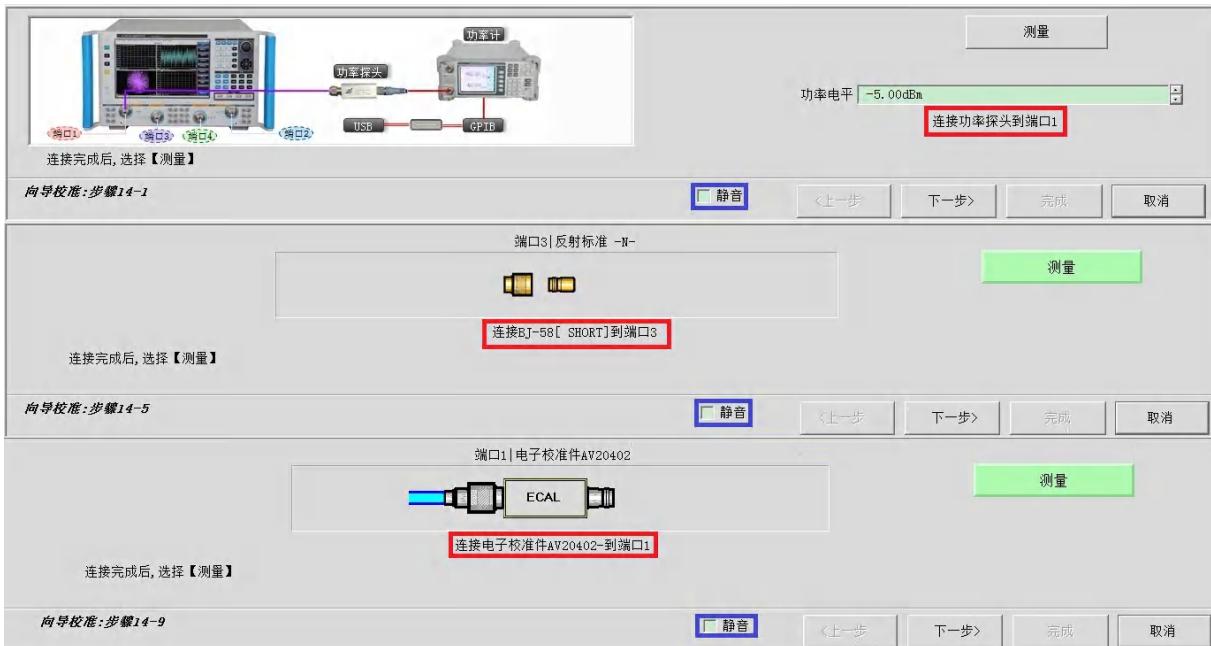 功率计
测量
功率探头
功率电平 -5.00dBm
端口1 端口3 端口4 端口2 USB GPIB
连接功率探头到端口1
连接完成后,选择【测量】
向导校准:步骤14-1 静音 <上一步 下一步> 完成 取消
端口3|反射标准 -N-
测量
连接BJ-58[ SHORT]到端口3
连接完成后,选择【测量】
向导校准:步骤14-5 静音 <上一步 下一步> 完成 取消
端口1|电子校准件AV20402
测量
ECAL
连接电子校准件AV20402-到端口1
连接完成后,选择【测量】
向导校准:步骤14-9 静音 <上一步 下一步> 完成 取消